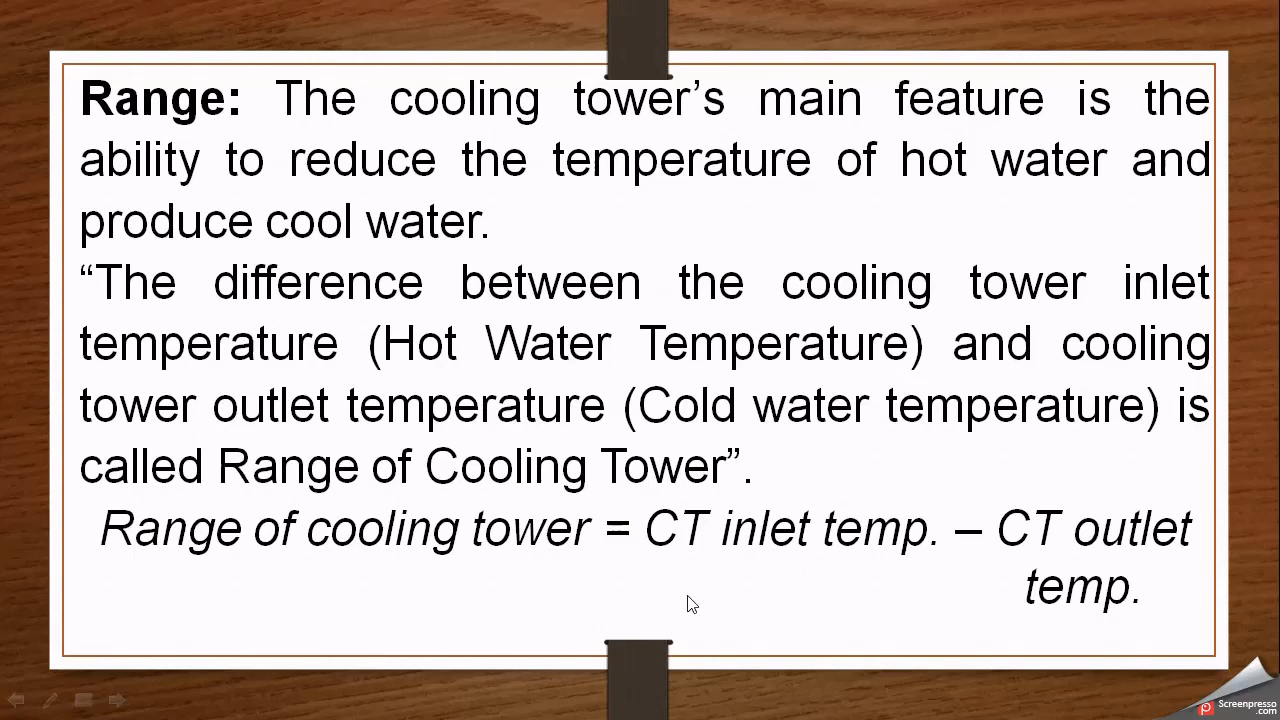 Range: The cooling tower’s main feature is the
ability to reduce the temperature of hot water and
produce cool water.
“The difference between the cooling tower inlet
temperature (Hot Water Temperature) and cooling
tower outlet temperature (Cold water temperature) is
called Range of Cooling Tower”.
Range of cooling tower = CT inlet temp. – CT outlet
temp.
Screenpresso
.com